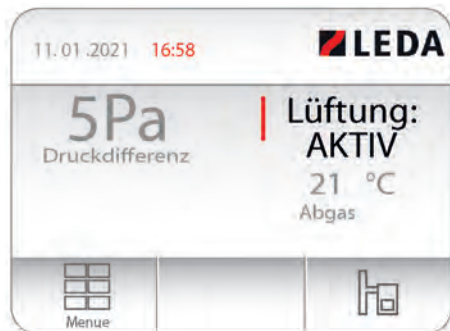 11.01.2021 16:58
LEDA
5Pa
Druckdifferenz
Lüftung:
AKTIV
21 °C
Abgas
Menue